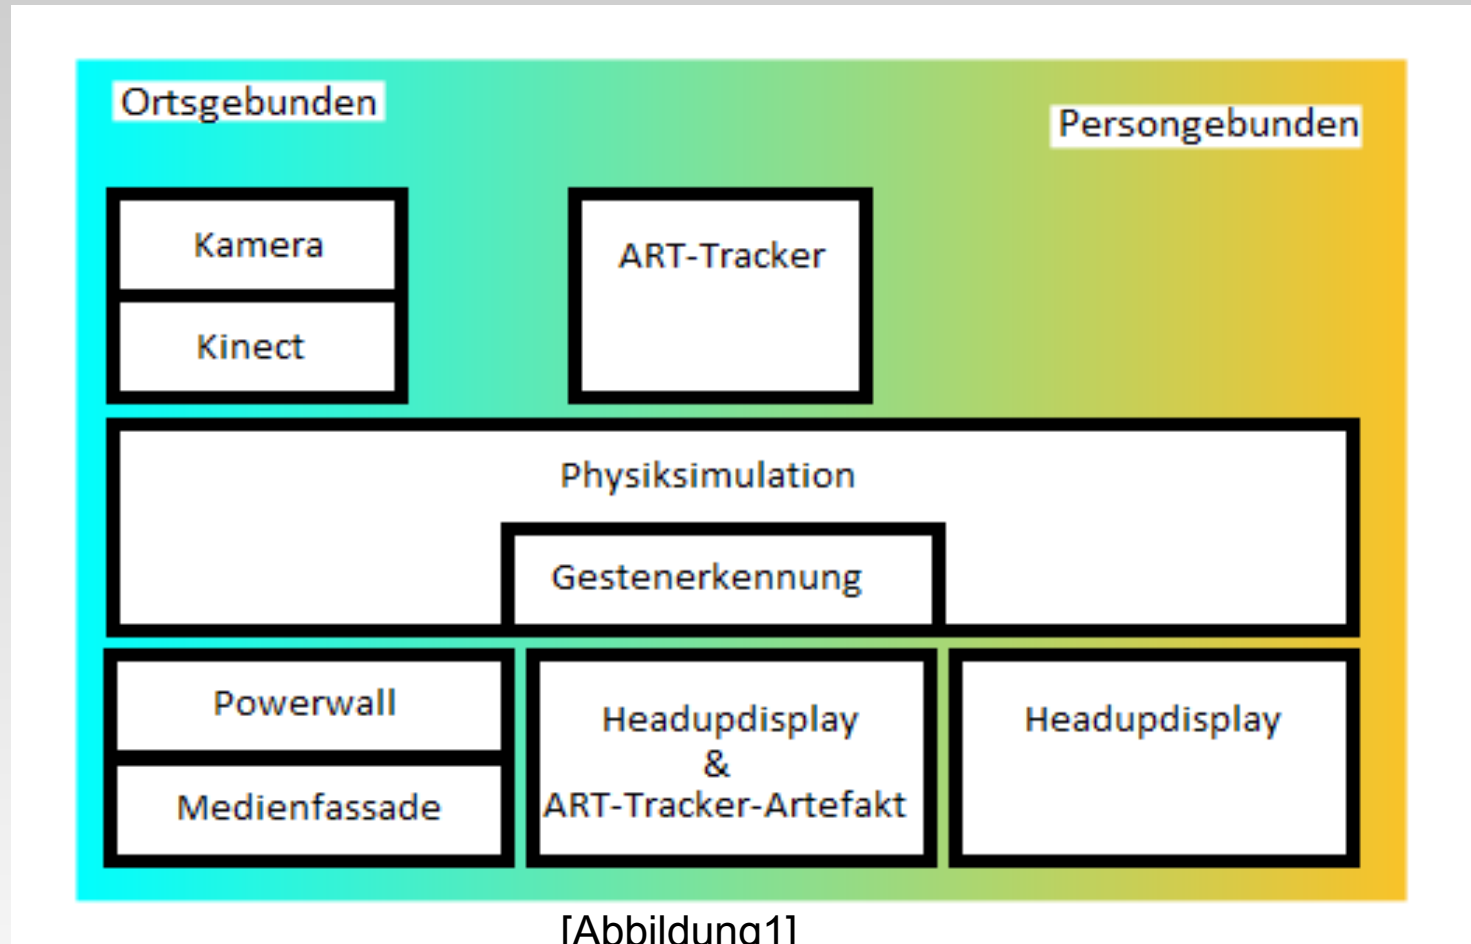 Ortsgebunden
Persongebunden
Kamera
ART-Tracker
Kinect
Physiksimulation
Gestenerkennung
Powerwall
Headupdisplay
&
ART-Tracker-Artefakt
Headupdisplay
Medienfassade
[Abbildung1]